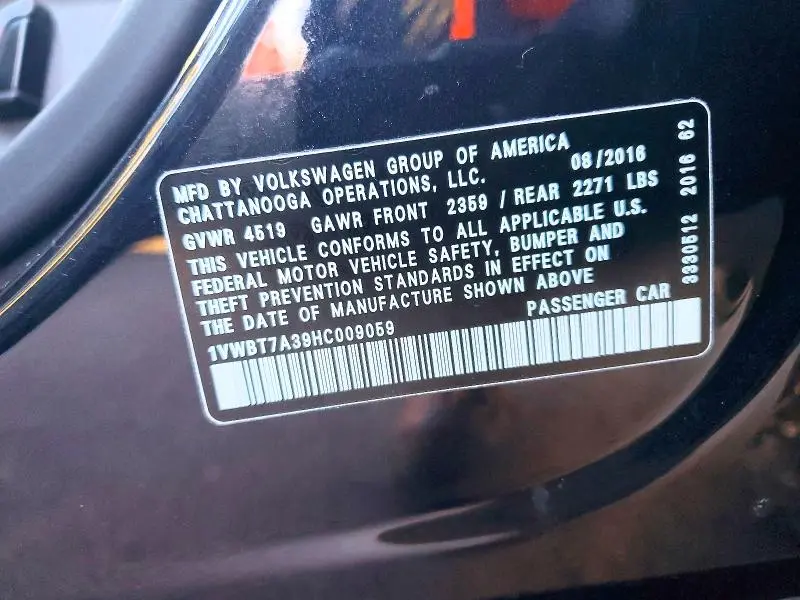 MFD BY VOLKSWAGEN GROUP OF AMERICA
CHATTANOOGA OPERATIONS, LLC. 08/2016
GVWR 4519 GAWR FRONT 2359 / REAR 2271 LBS
THIS VEHICLE CONFORMS TO ALL APPLICABLE U.S.
FEDERAL MOTOR VEHICLE SAFETY, BUMPER AND
THEFT PREVENTION STANDARDS IN EFFECT ON
THE DATE OF MANUFACTURE SHOWN ABOVE
1VWBT7A39HC009059 PASSENGER CAR
3330512 2016 62